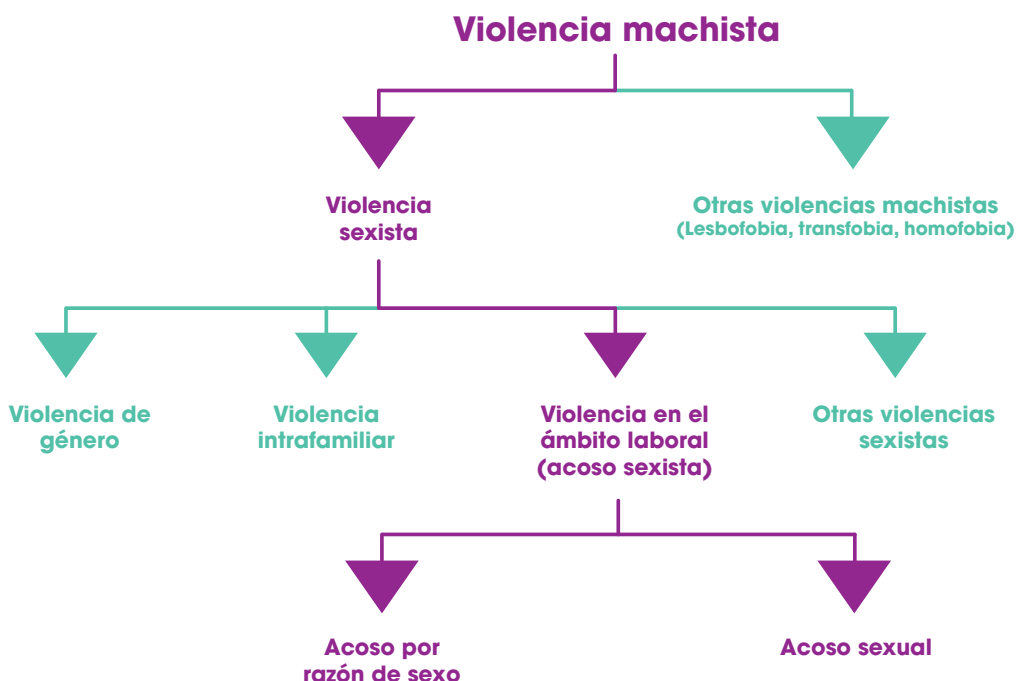 Violencia machista
Violencia
sexista
Otras violencias machistas
(Lesbofobia, transfobia, homofobia)
Violencia de
género
Violencia
intrafamiliar
Violencia en el
ámbito laboral
(acoso sexista)
Otras violencias
sexistas
Acoso por
razón de sexo
Acoso sexual